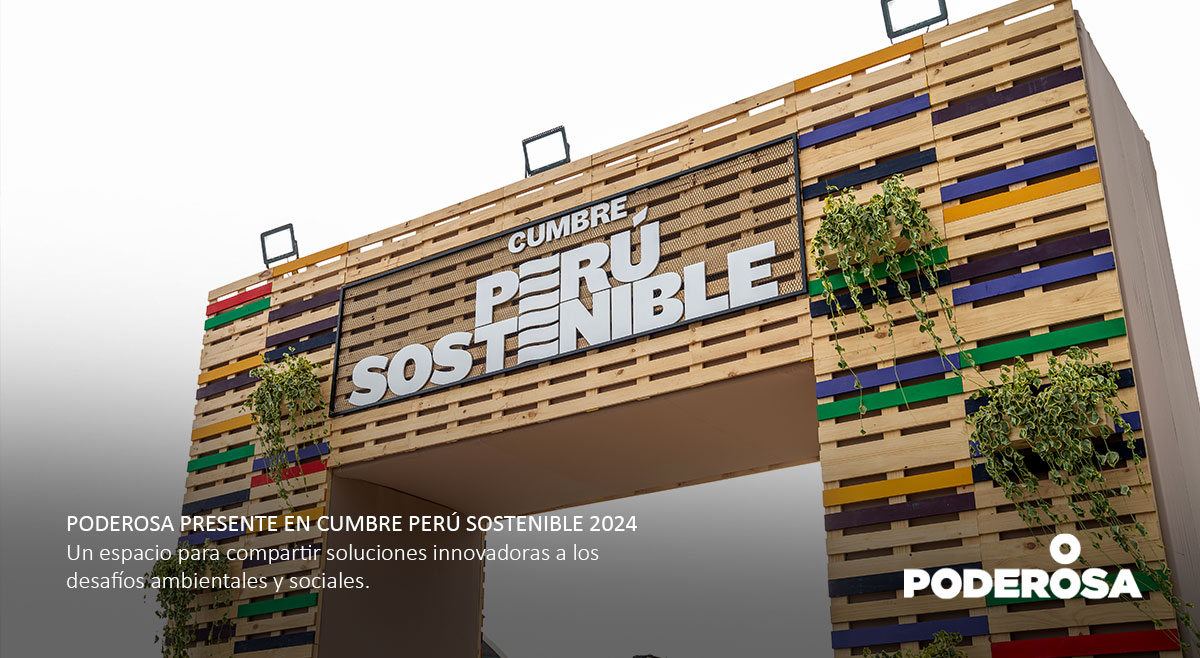 CUMBRE
PERÚ
SOSTENIBLE
PODEROSA PRESENTE EN CUMBRE PERÚ SOSTENIBLE 2024
Un espacio para compartir soluciones innovadoras a los
desafíos ambientales y sociales.
PODEROSA